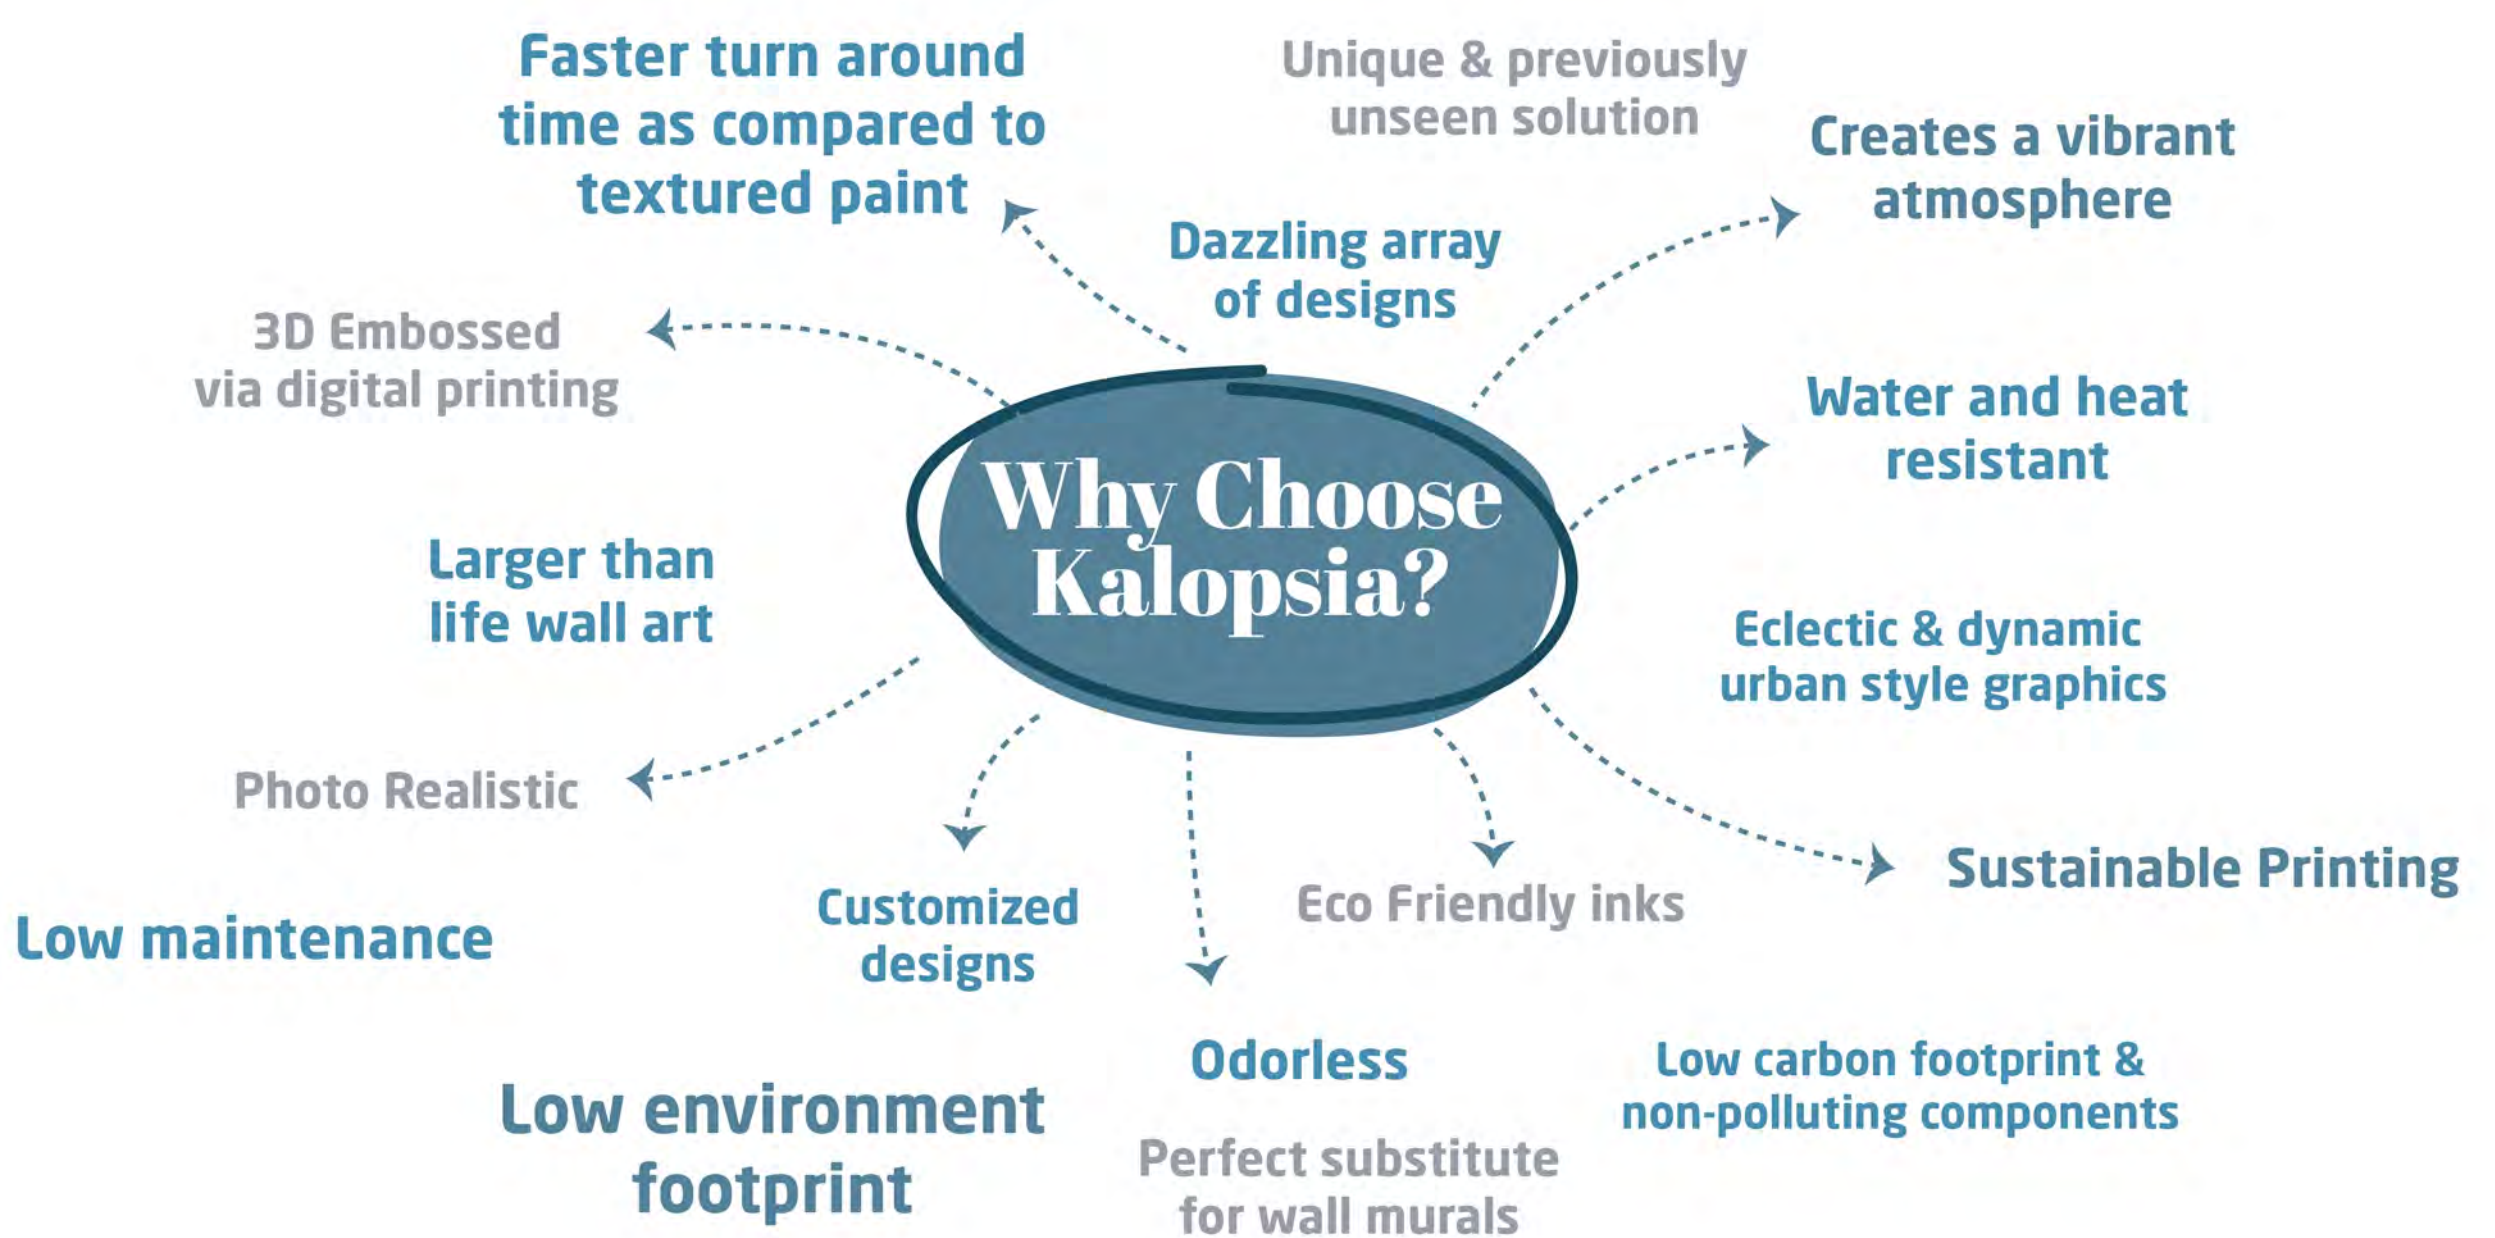 Faster turn around
time as compared to
textured paint
Unique & previously
unseen solution
Creates a vibrant
atmosphere
Dazzling array
of designs
3D Embossed
via digital printing
Water and heat
resistant
Why Choose
Kalopsia?
Larger than
life wall art
Eclectic & dynamic
urban style graphics
Photo Realistic
Sustainable Printing
Low maintenance
Customized
designs
Eco Friendly inks
Odorless
Low carbon footprint &
non-polluting components
Low environment
footprint
Perfect substitute
for wall murals